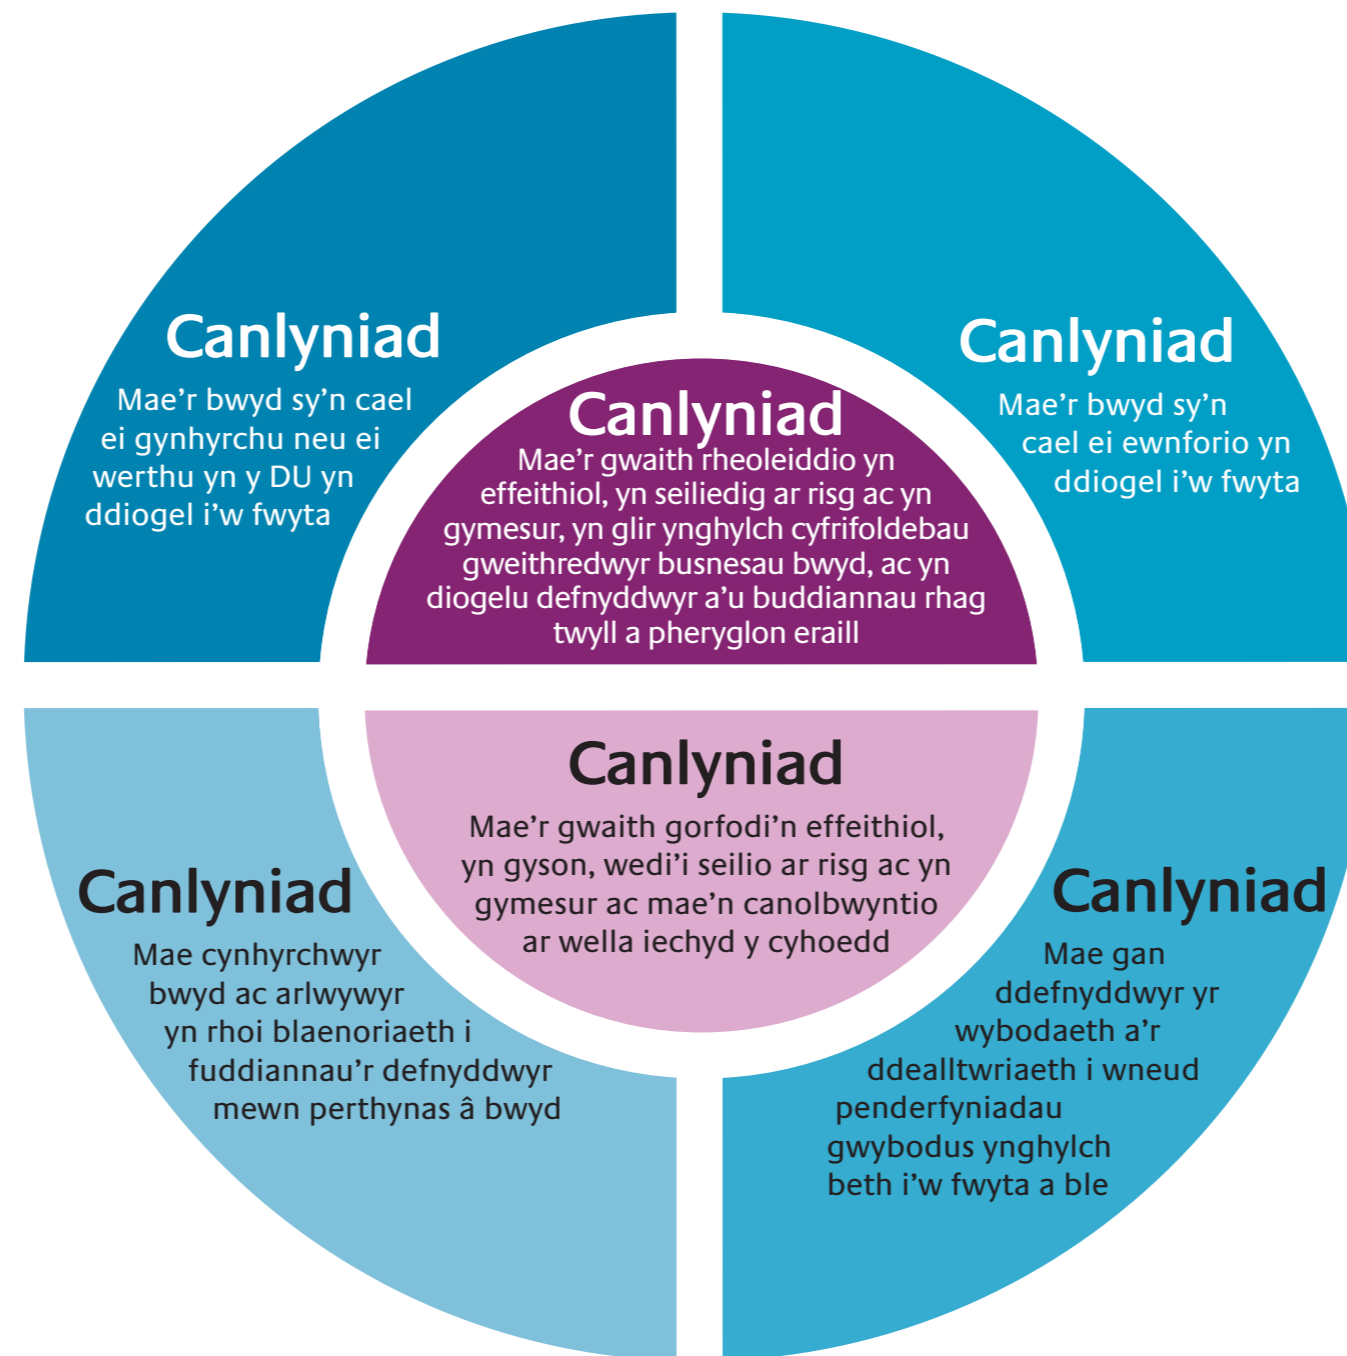 Canlyniad
Mae'r bwyd sy'n cael
ei gynhyrchu neu ei
werthu yn y DU yn
ddiogel i'w fwyta
Canlyniad
Mae'r bwyd sy'n
cael ei ewnforio yn
ddiogel i'w fwyta
Canlyniad
Mae'r gwaith rheoleiddio yn
effeithiol, yn seiliedig ar risg ac yn
gymesur, yn glir ynghylch cyfrifoldebau
gweithredwyr busnesau bwyd, ac yn
diogelu defnyddwyr a'u buddiannau rhag
twyll a pheryglon eraill
Canlyniad
Mae'r gwaith gorfodi'n effeithiol,
yn gyson, wedi'i seilio ar risg ac yn
gymesur ac mae'n canolbwyntio
ar wella iechyd y cyhoedd
Canlyniad
Mae cynhyrchwyr
bwyd ac arlwywyr
yn rhoi blaenoriaeth i
fuddiannau'r defnyddwyr
mewn perthynas â bwyd
Canlyniad
Mae gan
ddefnyddwyr yr
wybodaeth a'r
ddealltwriaeth i wneud
penderfyniadau
gwybodus ynghylch
beth i'w fwyta a ble